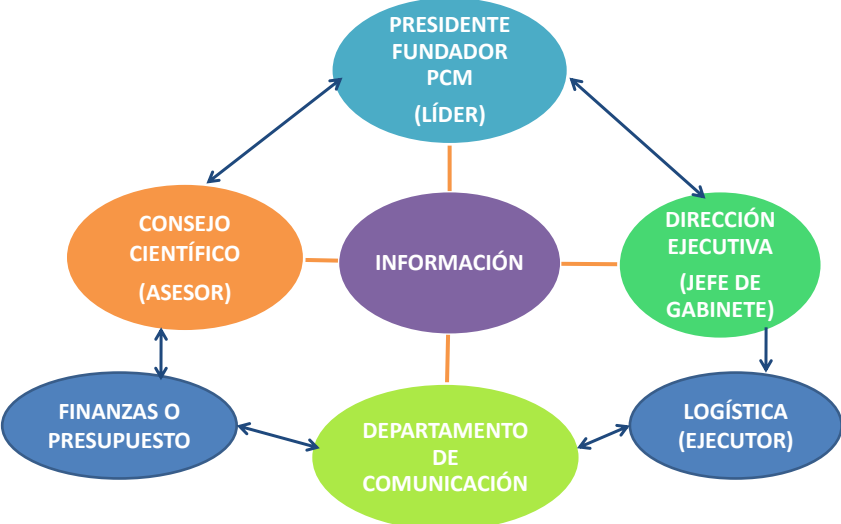 PRESIDENTE
FUNDADOR
PCM
(LÍDER)
CONSEJO
CIENTÍFICO
(ASESOR)
INFORMACIÓN
DIRECCIÓN
EJECUTIVA
(JEFE DE
GABINETE)
FINANZAS O
PRESUPUESTO
DEPARTAMENTO
DE
COMUNICACIÓN
LOGÍSTICA
(EJECUTOR)